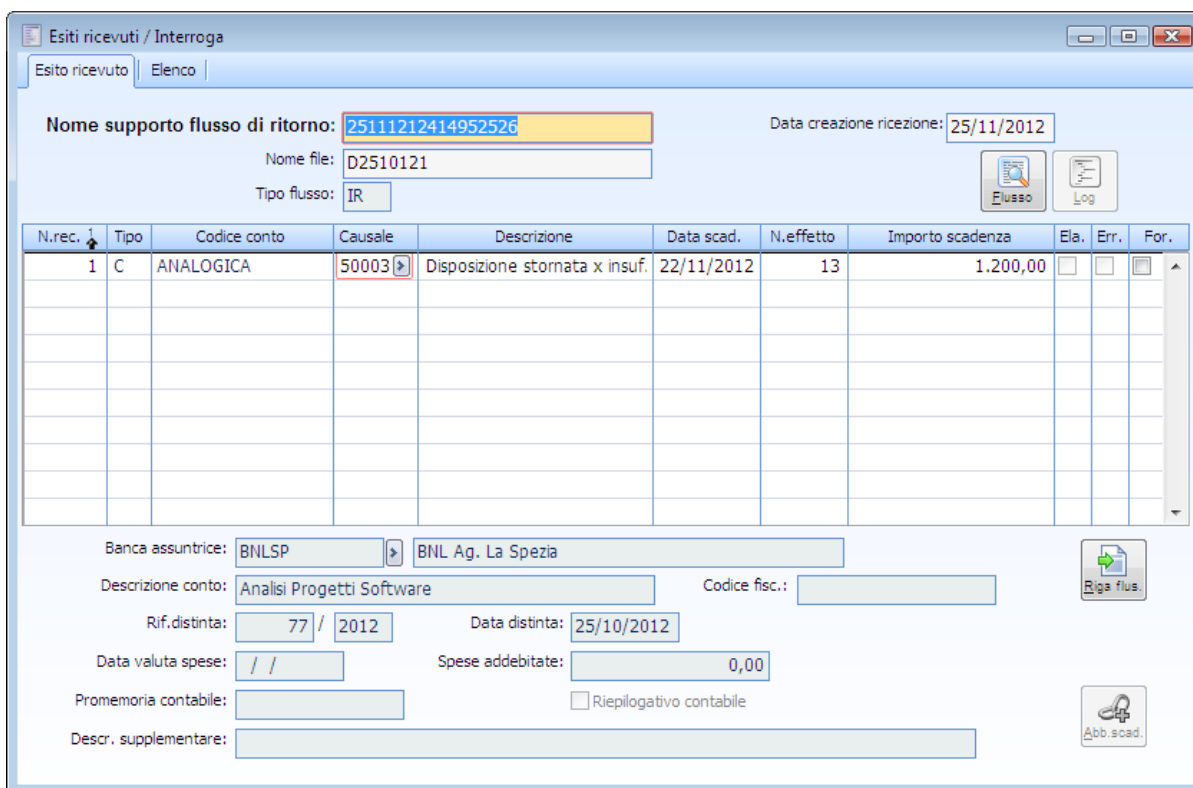 Esiti ricevuti / Interroga
Esito ricevuto Elenco
Nome supporto flusso di ritorno: 25111212414952526 Data creazione ricezione: 25/11/2012
Nome file: D2510121
Tipo flusso: IR Flusso Log
N.rec. 1 Tipo Codice conto Causale Descrizione Data scad. N.effetto Importo scadenza Ela. Err. For.
1 C ANALOGICA 50003 Disposizione stornata x insuf. 22/11/2012 13 1.200,00
Banca assuntrice: BNLSP BNL Ag. La Spezia
Descrizione conto: Analisi Progetti Software Codice fisc.: Riga flus.
Rif.distinta: 77 / 2012 Data distinta: 25/10/2012
Data valuta spese: / / Spese addebitate: 0,00
Promemoria contabile: Riepilogativo contabile
Descr. supplementare: Abb.scad.